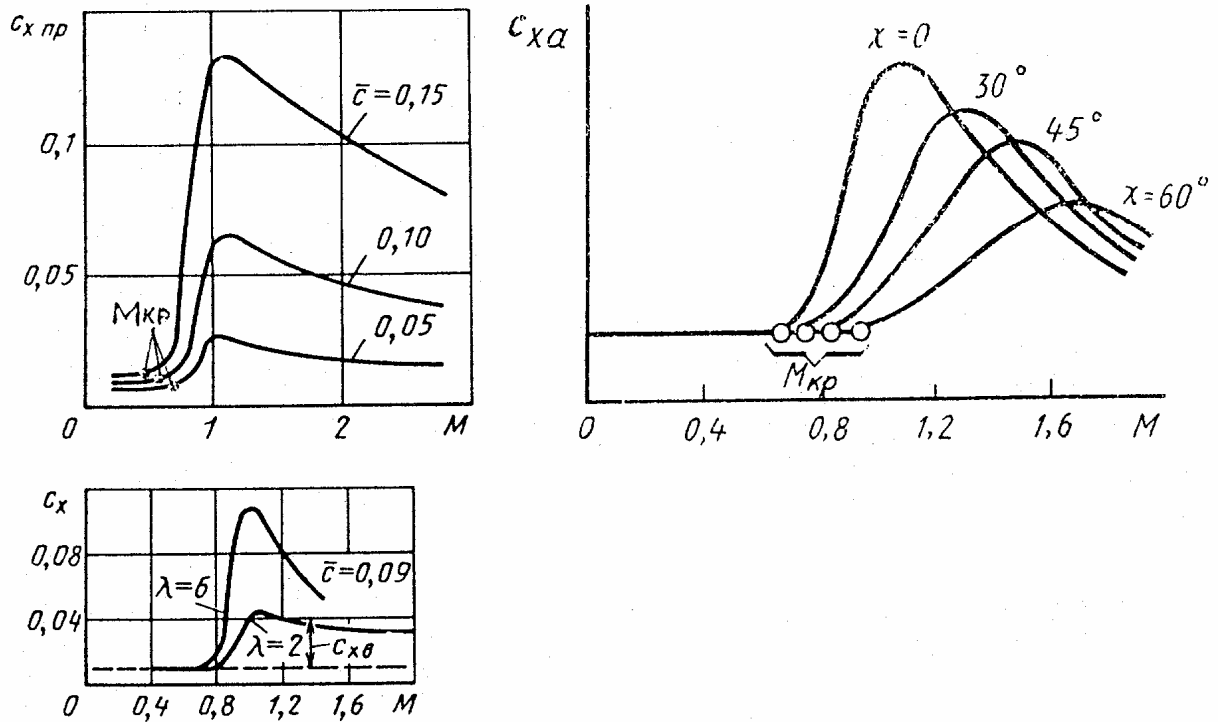 c_x пр
c̄=0,15
0,1
0,10
0,05
Mкр
0,05
0 1 2 M
c_xa
χ=0
30°
45°
χ=60°
Mкр
0 0,4 0,8 1,2 1,6 M
c_x
0,08
c̄=0,09
λ=6
0,04
λ=2
c_xв
0 0,4 0,8 1,2 1,6 M